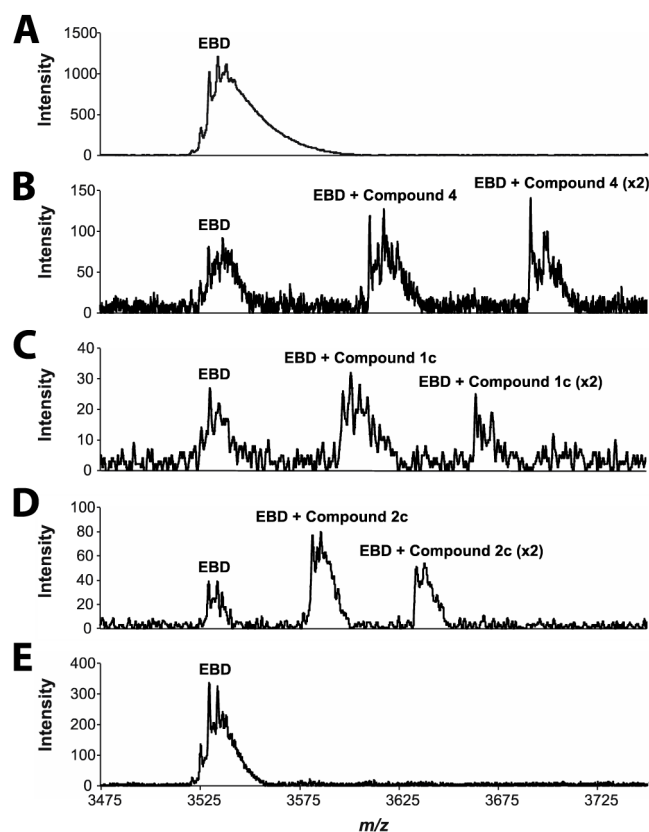 A
Intensity
1500
1000
500
0
EBD
B
Intensity
150
100
50
0
EBD
EBD + Compound 4
EBD + Compound 4 (x2)
C
Intensity
40
30
20
10
0
EBD
EBD + Compound 1c
EBD + Compound 1c (x2)
D
Intensity
100
80
60
40
20
0
EBD
EBD + Compound 2c
EBD + Compound 2c (x2)
E
Intensity
400
300
200
100
0
EBD
3475 3525 3575 3625 3675 3725
m/z